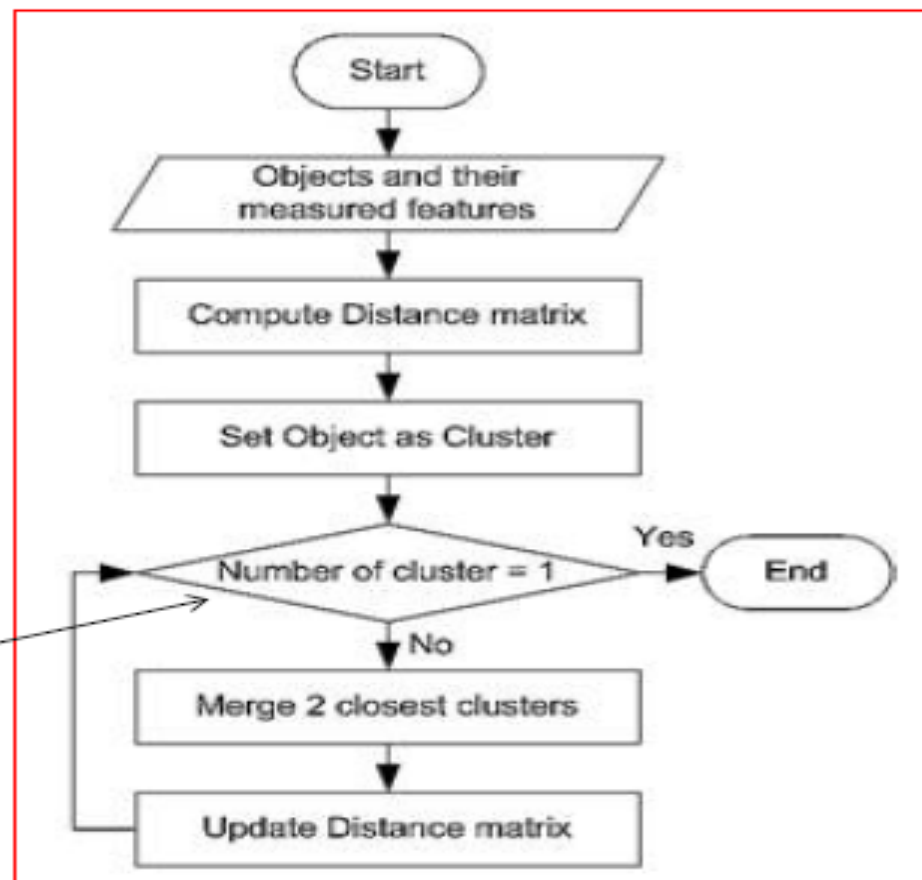 Start
Objects and their
measured features
Compute Distance matrix
Set Object as Cluster
Number of cluster = 1
Yes
End
No
Merge 2 closest clusters
Update Distance matrix